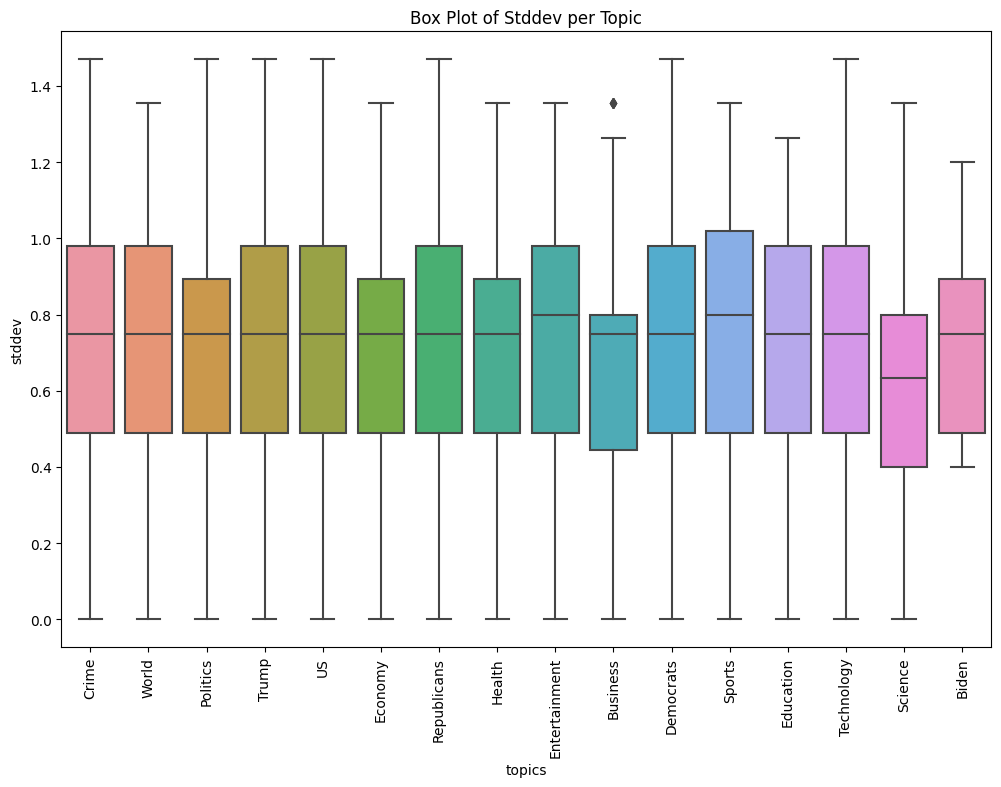 Box Plot of Stddev per Topic
stddev
1.4
1.2
1.0
0.8
0.6
0.4
0.2
0.0
Crime
World
Politics
Trump
US
Economy
Republicans
Health
Entertainment
Business
Democrats
Sports
Education
Technology
Science
Biden
topics